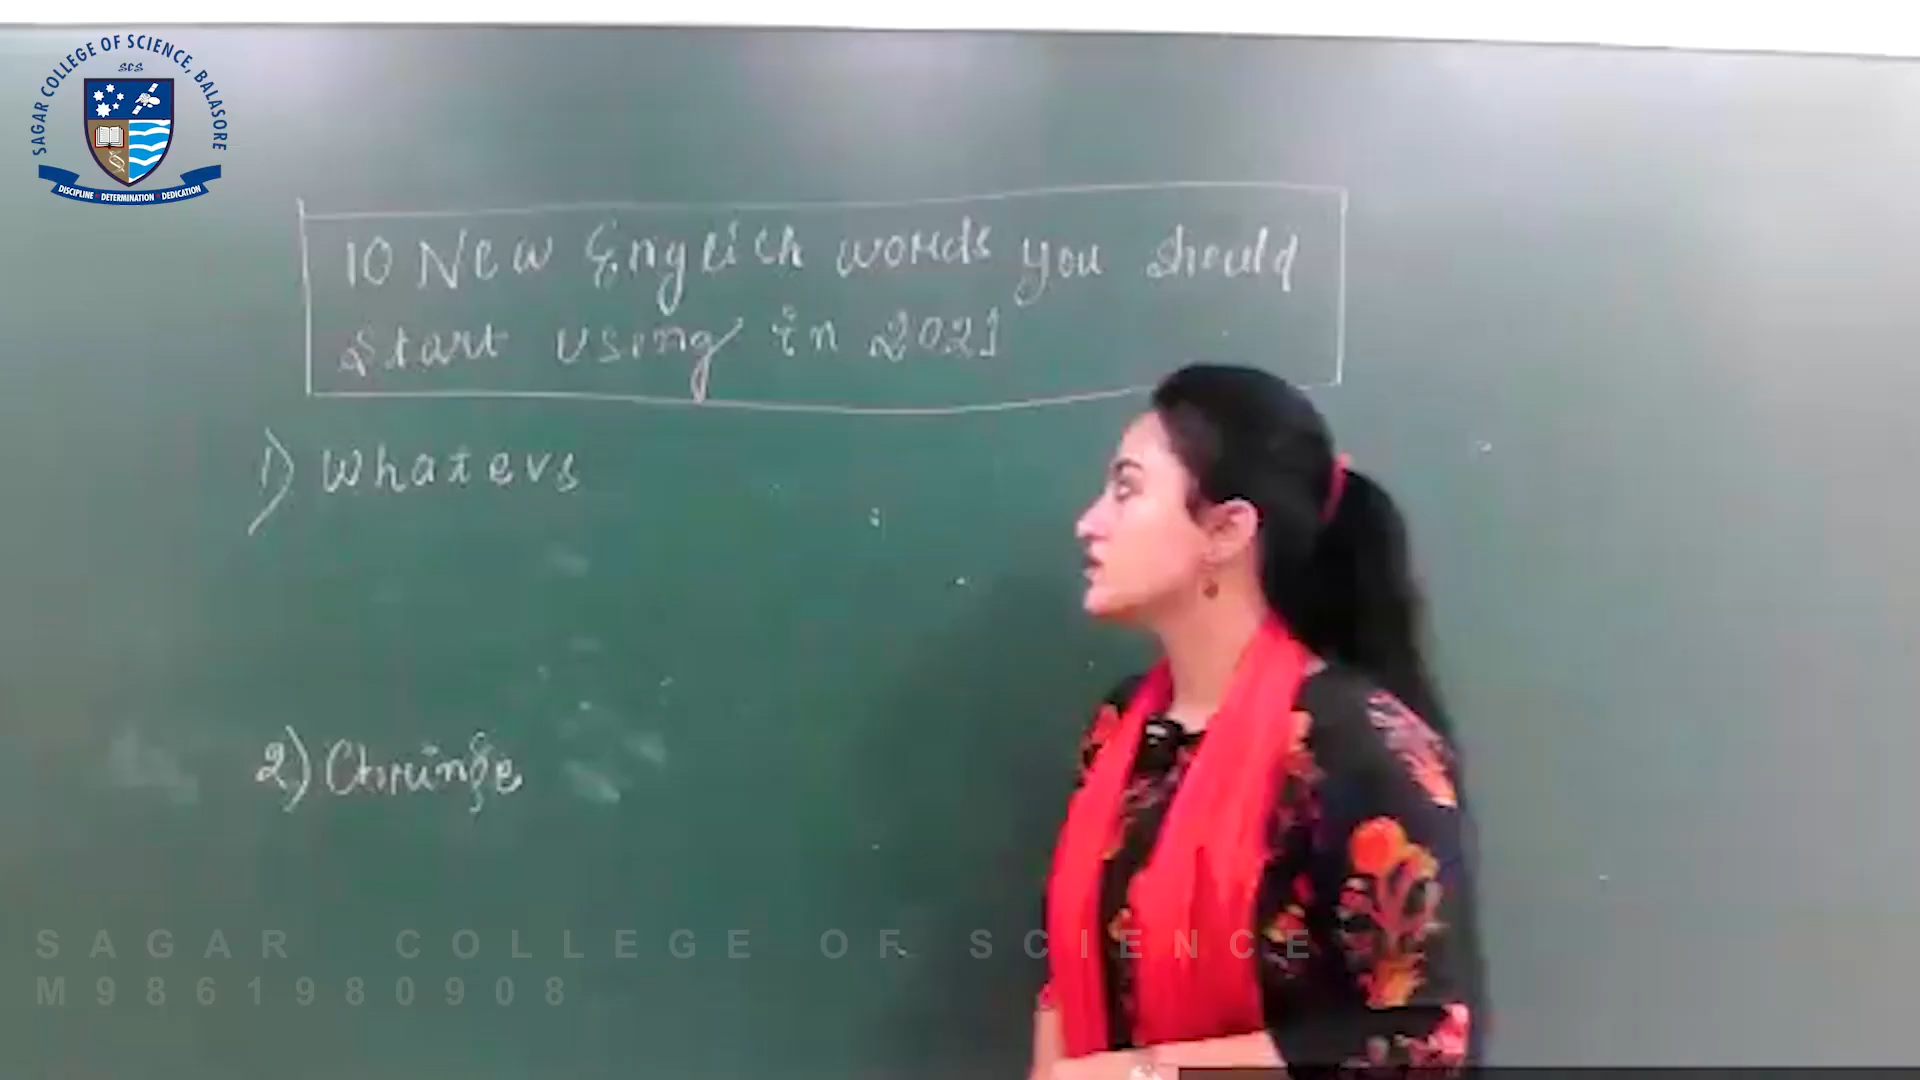 SAGAR COLLEGE OF SCIENCE, BALASORE
SCS
DISCIPLINE DETERMINATION DEDICATION
10 New English words you should
start using in 2021
1) Whatevs
2) Cringe
SAGAR COLLEGE OF SCIENCE
M9861980908